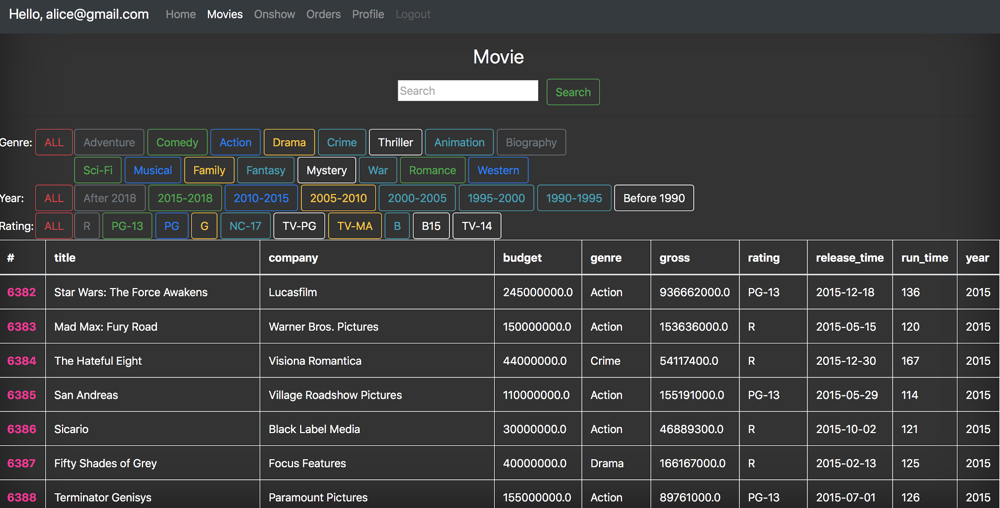 Hello, alice@gmail.com Home Movies Onshow Orders Profile Logout
Movie
Search Search
Genre: ALL Adventure Comedy Action Drama Crime Thriller Animation Biography
Sci-Fi Musical Family Fantasy Mystery War Romance Western
Year: ALL After 2018 2015-2018 2010-2015 2005-2010 2000-2005 1995-2000 1990-1995 Before 1990
Rating: ALL R PG-13 PG G NC-17 TV-PG TV-MA B B15 TV-14
# title company budget genre gross rating release_time run_time year
6382 Star Wars: The Force Awakens Lucasfilm 245000000.0 Action 936662000.0 PG-13 2015-12-18 136 2015
6383 Mad Max: Fury Road Warner Bros. Pictures 150000000.0 Action 153636000.0 R 2015-05-15 120 2015
6384 The Hateful Eight Visiona Romantica 44000000.0 Crime 54117400.0 R 2015-12-30 167 2015
6385 San Andreas Village Roadshow Pictures 110000000.0 Action 155191000.0 PG-13 2015-05-29 114 2015
6386 Sicario Black Label Media 30000000.0 Action 46889300.0 R 2015-10-02 121 2015
6387 Fifty Shades of Grey Focus Features 40000000.0 Drama 166167000.0 R 2015-02-13 125 2015
6388 Terminator Genisys Paramount Pictures 155000000.0 Action 89761000.0 PG-13 2015-07-01 126 2015